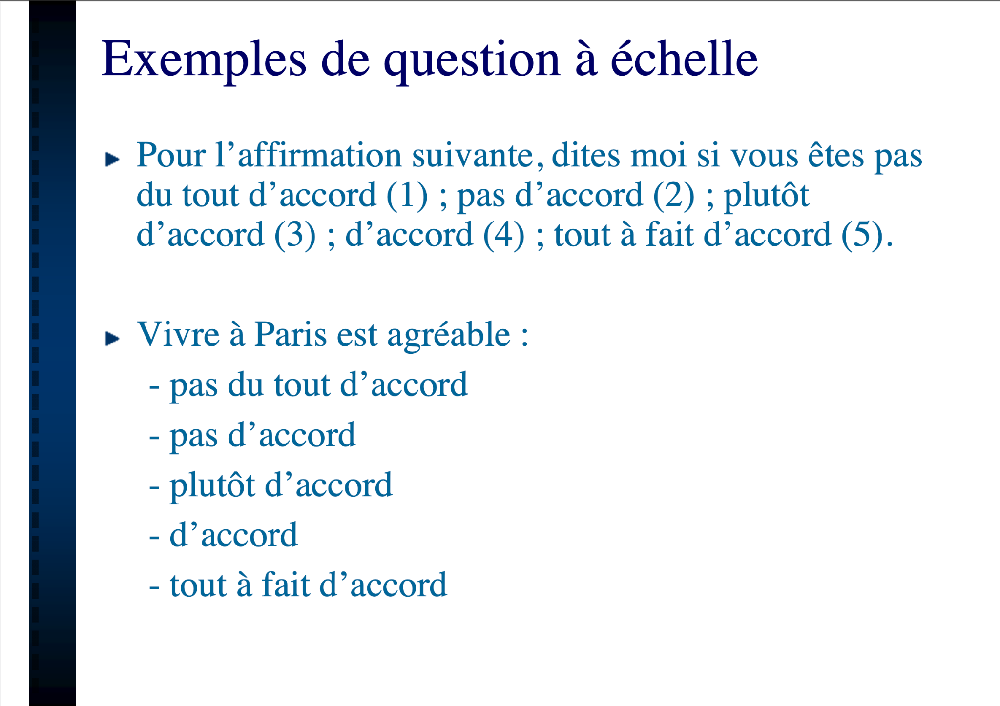 Exemples de question à échelle
Pour l’affirmation suivante, dites moi si vous êtes pas
du tout d’accord (1) ; pas d’accord (2) ; plutôt
d’accord (3) ; d’accord (4) ; tout à fait d’accord (5).
Vivre à Paris est agréable :
- pas du tout d’accord
- pas d’accord
- plutôt d’accord
- d’accord
- tout à fait d’accord